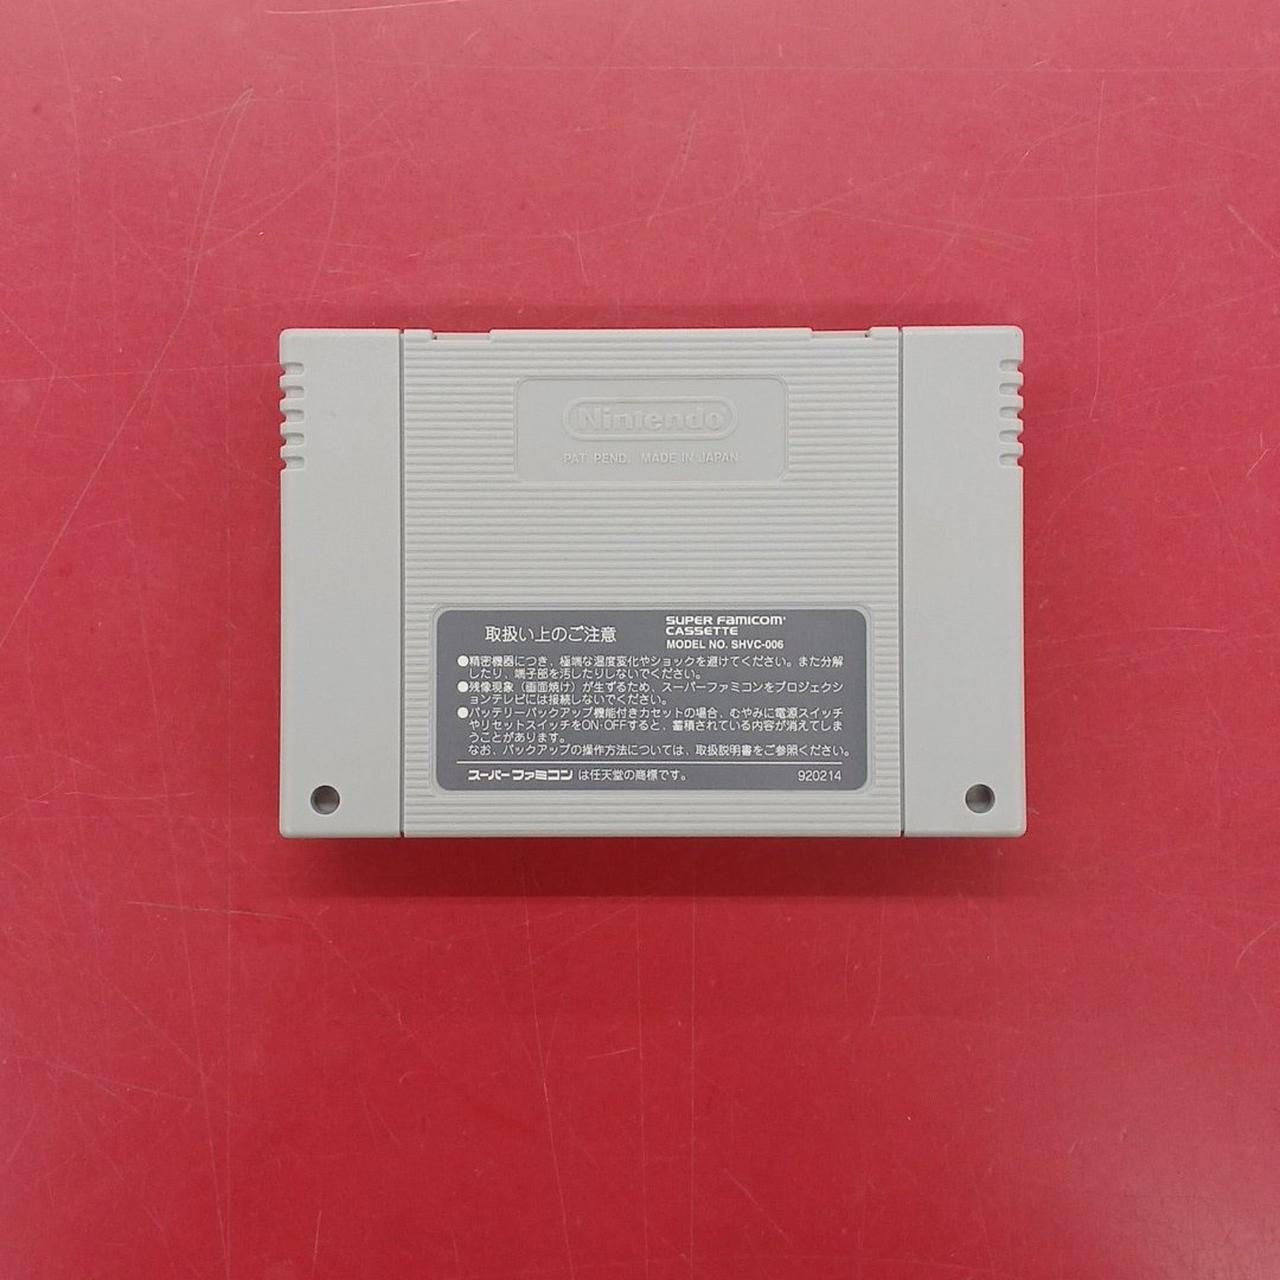 Nintendo
PAT. PEND. MADE IN JAPAN
取扱い上のご注意
SUPER FAMICOM
CASSETTE
MODEL NO. SHVC-006
●精密機器につき、極端な温度変化やショックを避けてください。また分解
したり、端子部を汚したりしないでください。
●残像現象（画面焼け）が生ずるため、スーパーファミコンをプロジェクシ
ョンテレビには接続しないでください。
●バッテリーバックアップ機能付きカセットの場合、むやみに電源スイッチ
やリセットスイッチをON·OFFすると、蓄積されている内容が消えてしま
うことがあります。
なお、バックアップの操作方法については、取扱説明書をご参照ください。
スーパーファミコン は任天堂の商標です。
920214